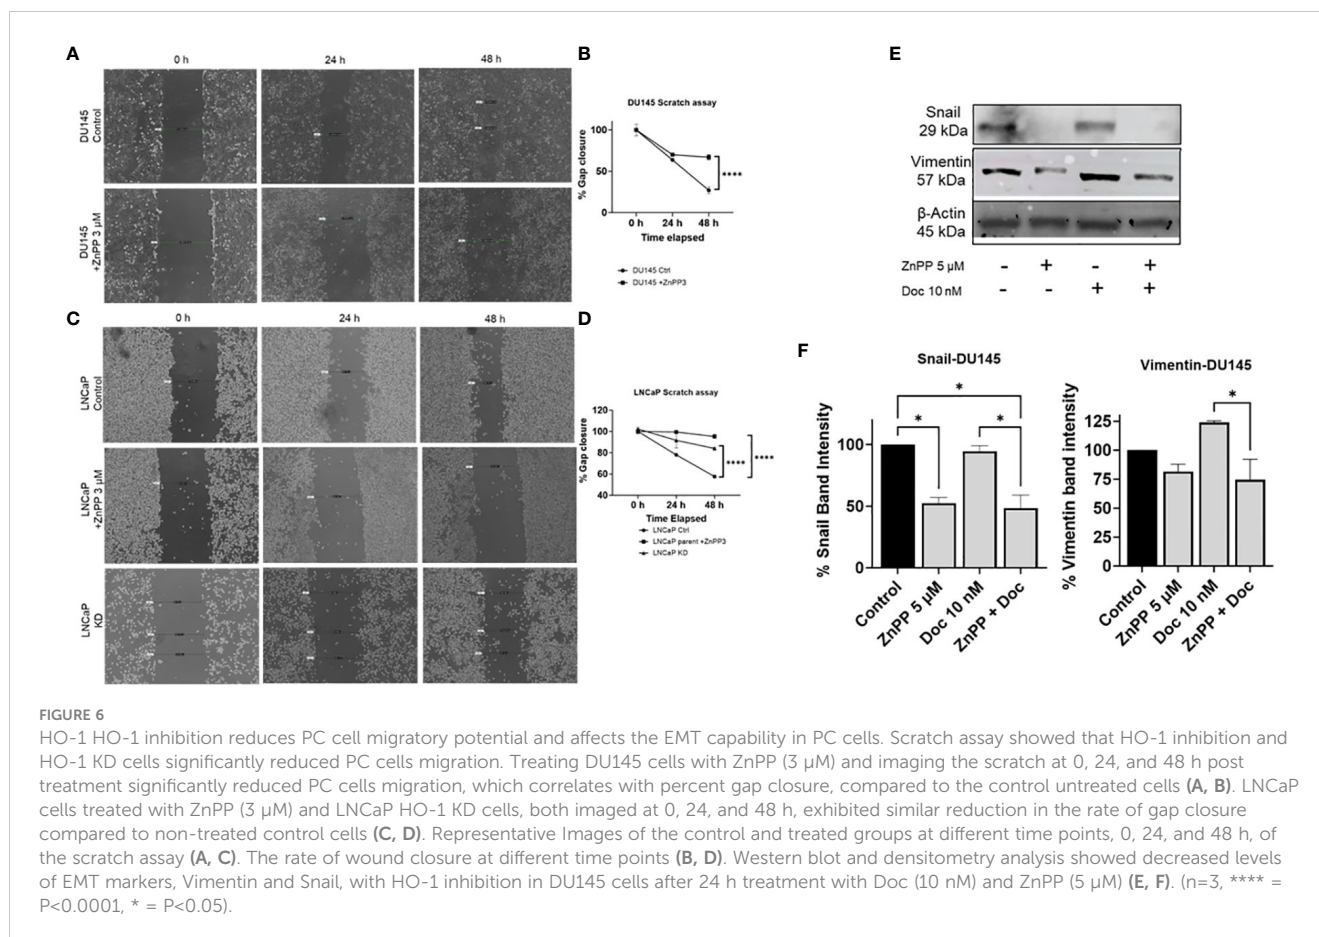 A
0 h
24 h
48 h
DU145
Control
DU145
+ZnPP 3 µM
B
DU145 Scratch assay
% Gap closure
100
50
0
0 h
24 h
48 h
Time elapsed
****
DU145 Ctrl
DU145 +ZnPP3
C
0 h
24 h
48 h
LNCaP
Control
LNCaP
+ZnPP 3 µM
LNCaP
KD
D
LNCaP Scratch assay
% Gap closure
120
100
80
60
40
0 h
24 h
48 h
Time Elapsed
****
****
LNCaP Ctrl
LNCaP parent +ZnPP3
LNCaP KD
E
Snail
29 kDa
Vimentin
57 kDa
β-Actin
45 kDa
ZnPP 5 µM - + - +
Doc 10 nM - - + +
F
Snail-DU145
% Snail Band Intensity
100
50
0
*
*
*
Control
ZnPP 5 µM
Doc 10 nM
ZnPP + Doc
Vimentin-DU145
% Vimentin band intensity
125
100
75
50
25
0
*
Control
ZnPP 5 µM
Doc 10 nM
ZnPP + Doc
FIGURE 6
HO-1 HO-1 inhibition reduces PC cell migratory potential and affects the EMT capability in PC cells. Scratch assay showed that HO-1 inhibition and
HO-1 KD cells significantly reduced PC cells migration. Treating DU145 cells with ZnPP (3 µM) and imaging the scratch at 0, 24, and 48 h post
treatment significantly reduced PC cells migration, which correlates with percent gap closure, compared to the control untreated cells (A, B). LNCaP
cells treated with ZnPP (3 µM) and LNCaP HO-1 KD cells, both imaged at 0, 24, and 48 h, exhibited similar reduction in the rate of gap closure
compared to non-treated control cells (C, D). Representative Images of the control and treated groups at different time points, 0, 24, and 48 h, of
the scratch assay (A, C). The rate of wound closure at different time points (B, D). Western blot and densitometry analysis showed decreased levels
of EMT markers, Vimentin and Snail, with HO-1 inhibition in DU145 cells after 24 h treatment with Doc (10 nM) and ZnPP (5 µM) (E, F). (n=3, **** =
P<0.0001, * = P<0.05).